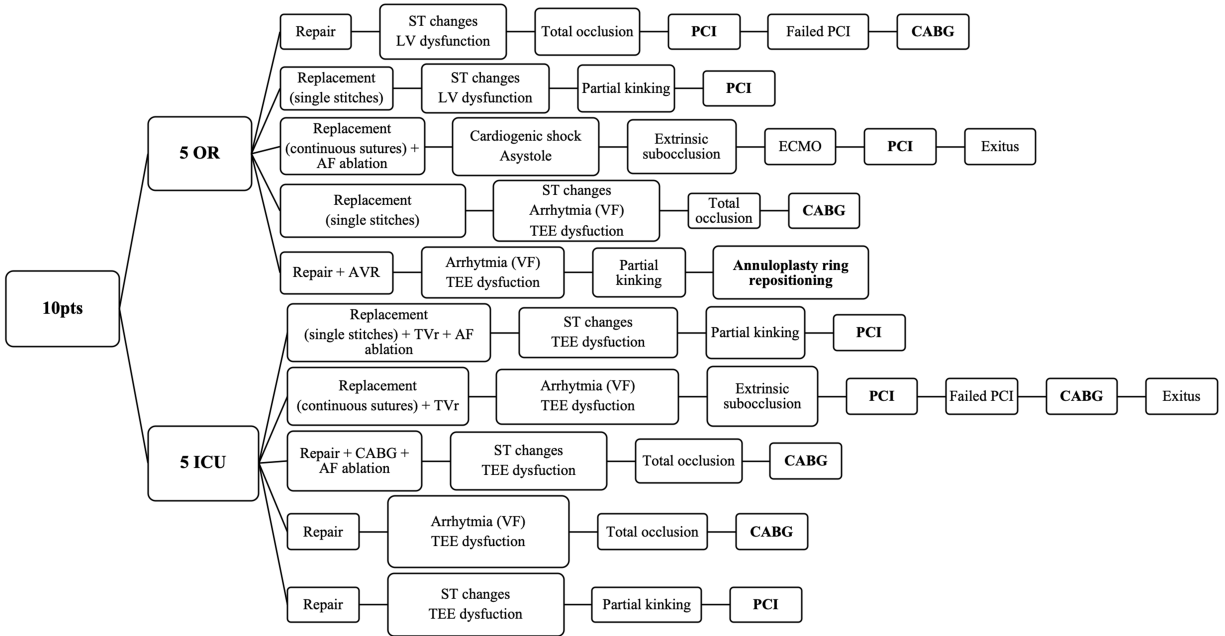 10pts
5 OR
Repair
ST changes
LV dysfunction
Total occlusion
PCI
Failed PCI
CABG
Replacement
(single stitches)
ST changes
LV dysfunction
Partial kinking
PCI
Replacement
(continuous sutures) +
AF ablation
Cardiogenic shock
Asystole
Extrinsic
subocclusion
ECMO
PCI
Exitus
Replacement
(single stitches)
ST changes
Arrhytmia (VF)
TEE dysfuction
Total
occlusion
CABG
Repair + AVR
Arrhytmia (VF)
TEE dysfuction
Partial
kinking
Annuloplasty ring
repositioning
5 ICU
Replacement
(single stitches) + TVr + AF
ablation
ST changes
TEE dysfuction
Partial kinking
PCI
Replacement
(continuous sutures) + TVr
Arrhytmia (VF)
TEE dysfuction
Extrinsic
subocclusion
PCI
Failed PCI
CABG
Exitus
Repair + CABG +
AF ablation
ST changes
TEE dysfuction
Total occlusion
CABG
Repair
Arrhytmia (VF)
TEE dysfuction
Total occlusion
CABG
Repair
ST changes
TEE dysfuction
Partial kinking
PCI